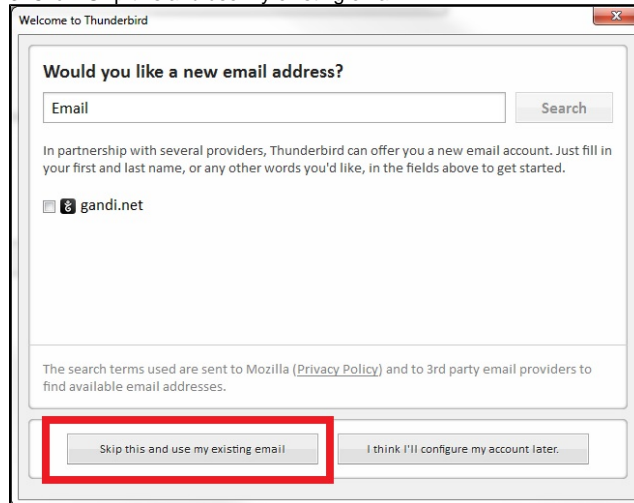 Welcome to Thunderbird
Would you like a new email address?
Email
Search
In partnership with several providers, Thunderbird can offer you a new email account. Just fill in
your first and last name, or any other words you'd like, in the fields above to get started.
gandi.net
The search terms used are sent to Mozilla (Privacy Policy) and to 3rd party email providers to
find available email addresses.
Skip this and use my existing email
I think I'll configure my account later.